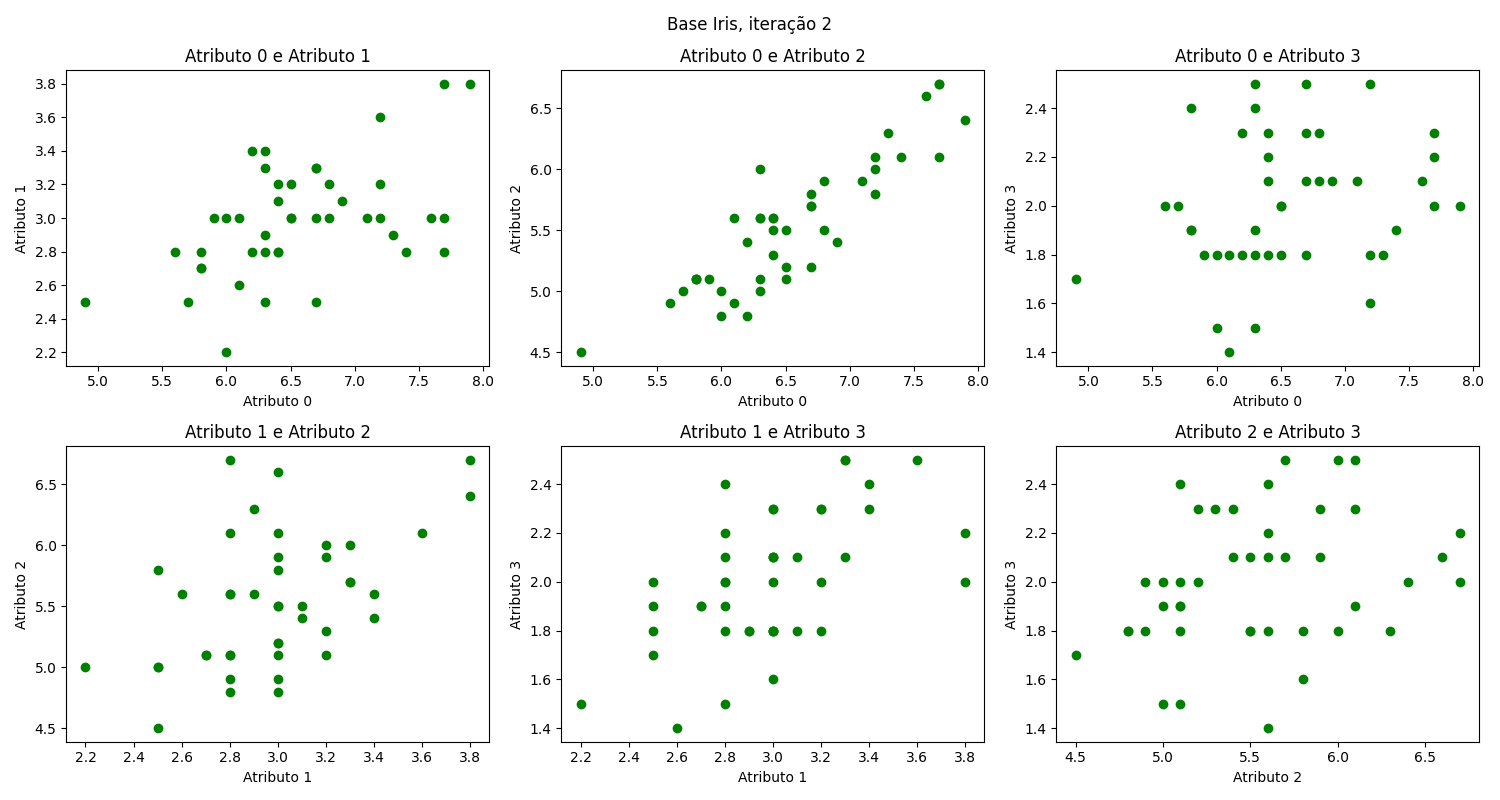 Base Iris, iteração 2
Atributo 0 e Atributo 1
Atributo 0 e Atributo 2
Atributo 0 e Atributo 3
3.8
3.6
3.4
3.2
3.0
2.8
2.6
2.4
2.2
Atributo 1
5.0 5.5 6.0 6.5 7.0 7.5 8.0
Atributo 0
6.5
6.0
5.5
5.0
4.5
Atributo 2
5.0 5.5 6.0 6.5 7.0 7.5 8.0
Atributo 0
2.4
2.2
2.0
1.8
1.6
1.4
Atributo 3
5.0 5.5 6.0 6.5 7.0 7.5 8.0
Atributo 0
Atributo 1 e Atributo 2
Atributo 1 e Atributo 3
Atributo 2 e Atributo 3
6.5
6.0
5.5
5.0
4.5
Atributo 2
2.2 2.4 2.6 2.8 3.0 3.2 3.4 3.6 3.8
Atributo 1
2.4
2.2
2.0
1.8
1.6
1.4
Atributo 3
2.2 2.4 2.6 2.8 3.0 3.2 3.4 3.6 3.8
Atributo 1
2.4
2.2
2.0
1.8
1.6
1.4
Atributo 3
4.5 5.0 5.5 6.0 6.5
Atributo 2